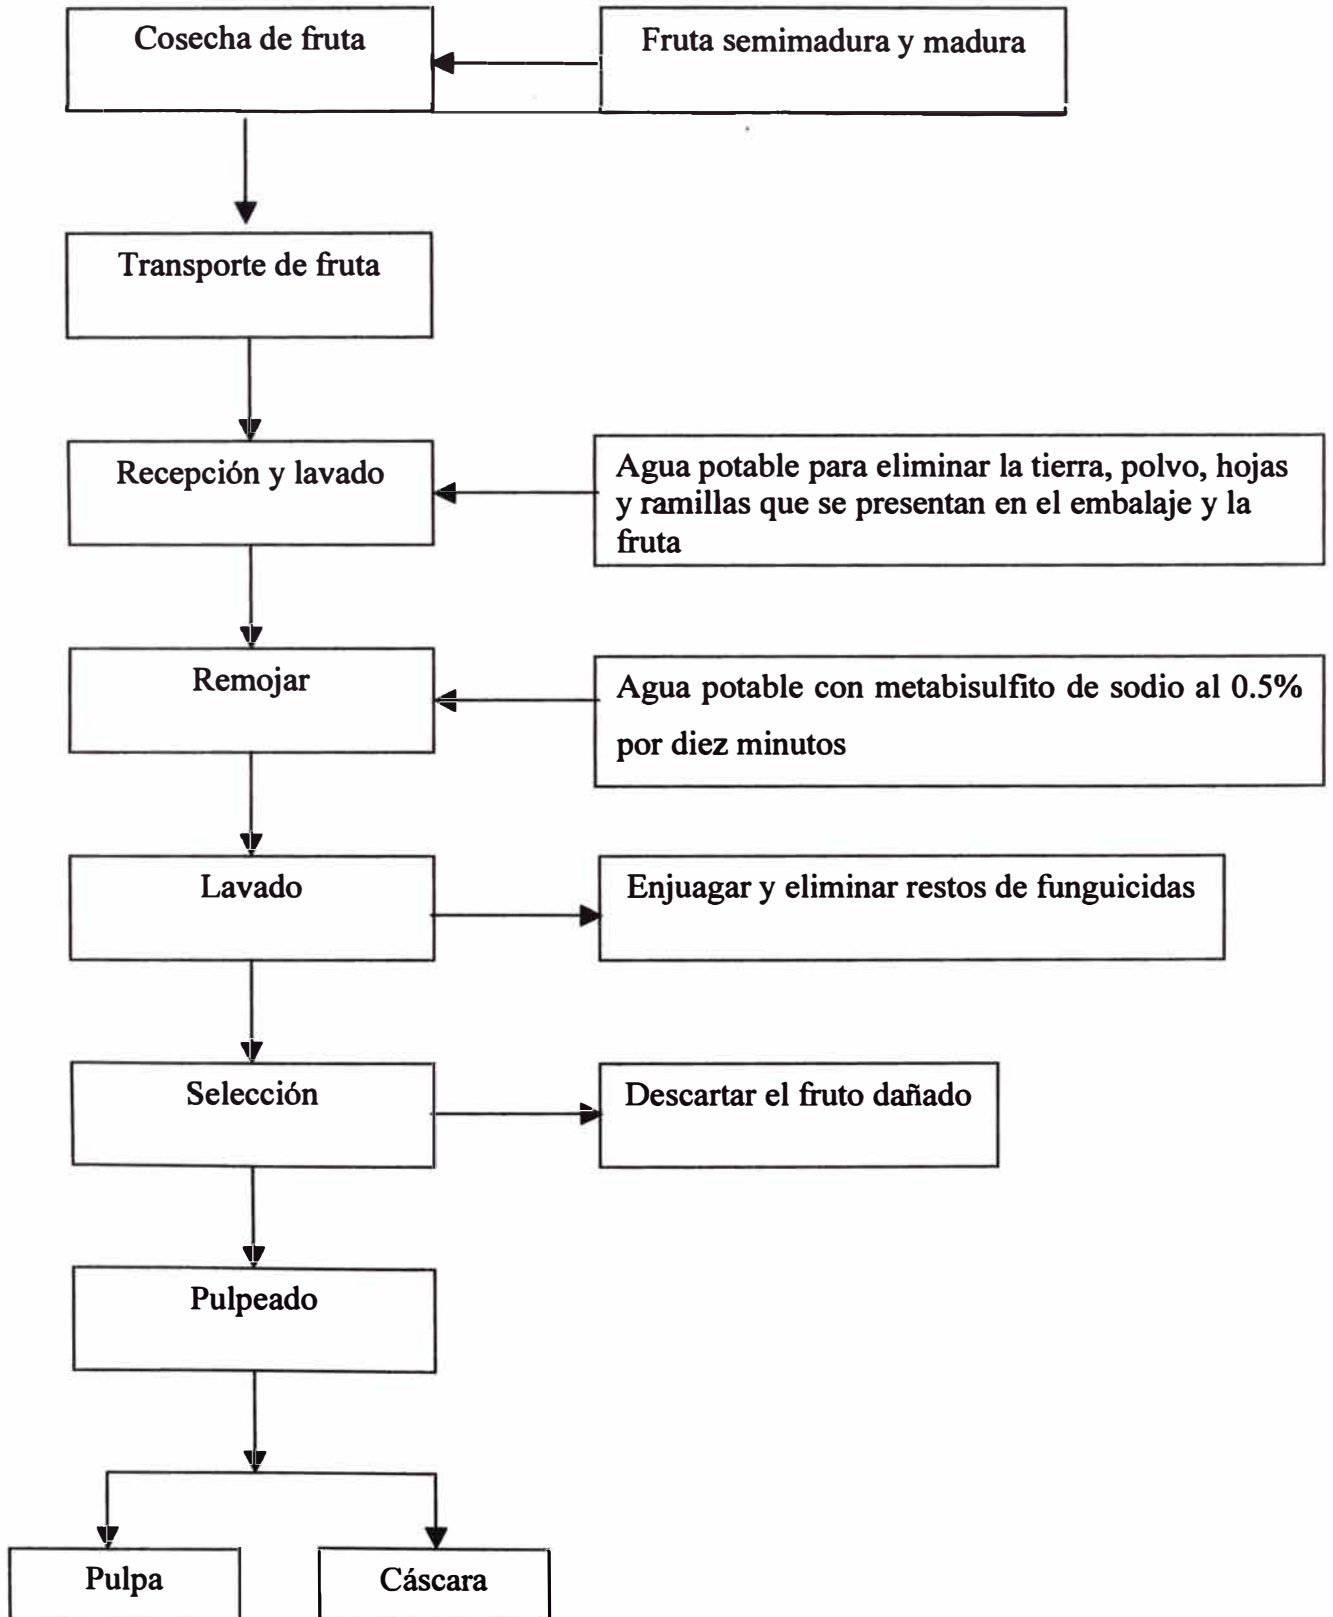 Cosecha de fruta
Fruta semimadura y madura
Transporte de fruta
Recepción y lavado
Agua potable para eliminar la tierra, polvo, hojas
y ramillas que se presentan en el embalaje y la
fruta
Remojar
Agua potable con metabisulfito de sodio al 0.5%
por diez minutos
Lavado
Enjuagar y eliminar restos de funguicidas
Selección
Descartar el fruto dañado
Pulpeado
Pulpa
Cáscara